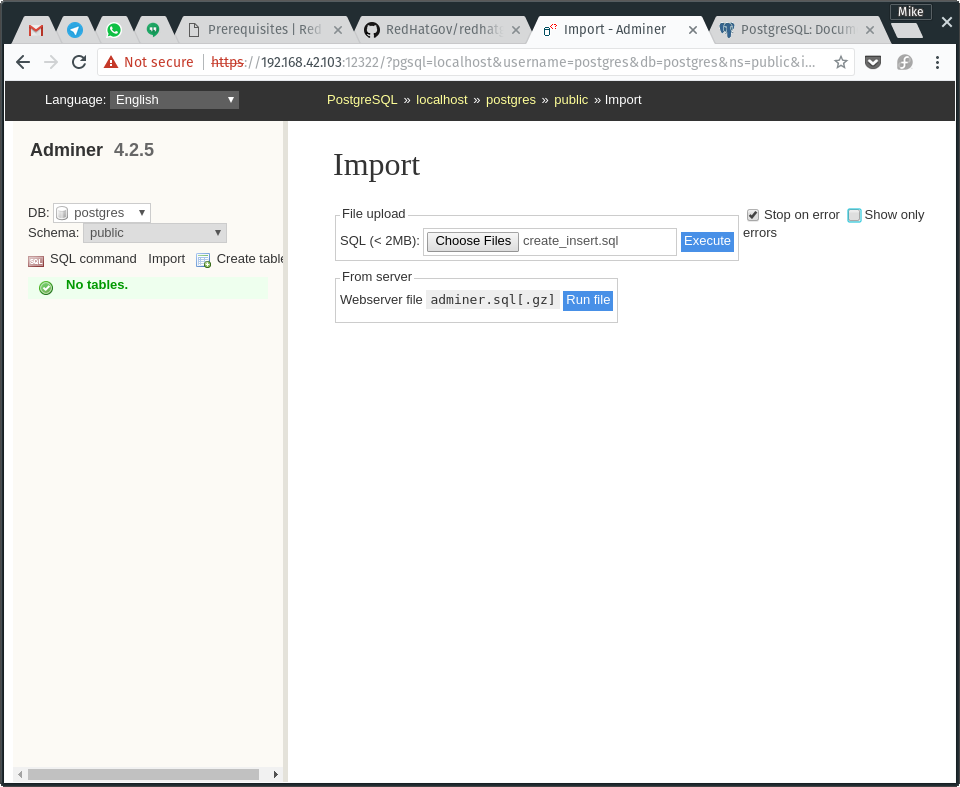 Mike
Prerequisites | Red
RedHatGov/redhat
Import - Adminer
PostgreSQL: Docum
Not secure
https://192.168.42.103:12322/?pgsql=localhost&username=postgres&db=postgres&ns=public&i...
Language: English
PostgreSQL » localhost » postgres » public » Import
Adminer 4.2.5
DB: postgres
Schema: public
SQL command Import Create table
No tables.
Import
File upload
SQL (< 2MB): Choose Files create_insert.sql Execute
Stop on error Show only
errors
From server
Webserver file adminer.sql[.gz] Run file